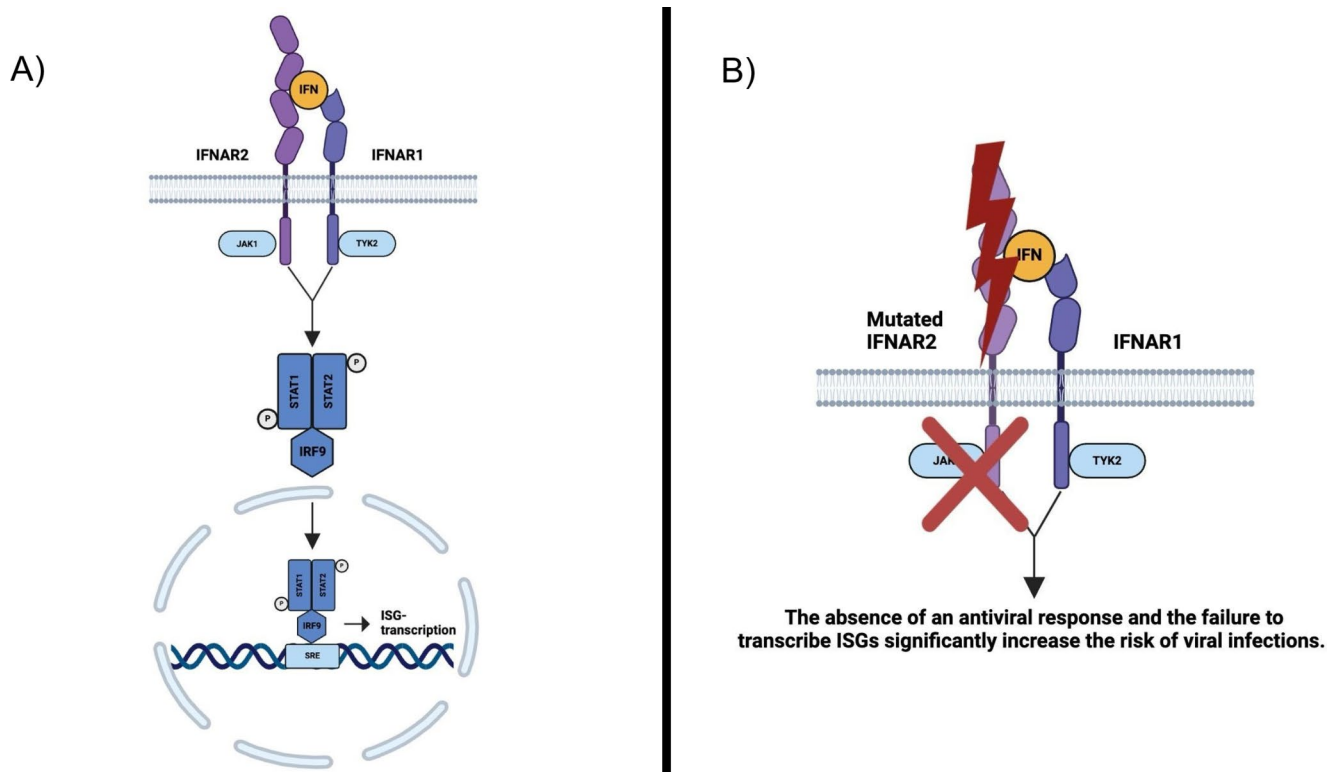 A)
IFN
IFNAR2
IFNAR1
JAK1
TYK2
STAT1
STAT2
P
P
IRF9
STAT1
STAT2
P
P
IRF9
ISG-
transcription
SRE
B)
IFN
Mutated
IFNAR2
IFNAR1
TYK2
The absence of an antiviral response and the failure to
transcribe ISGs significantly increase the risk of viral infections.